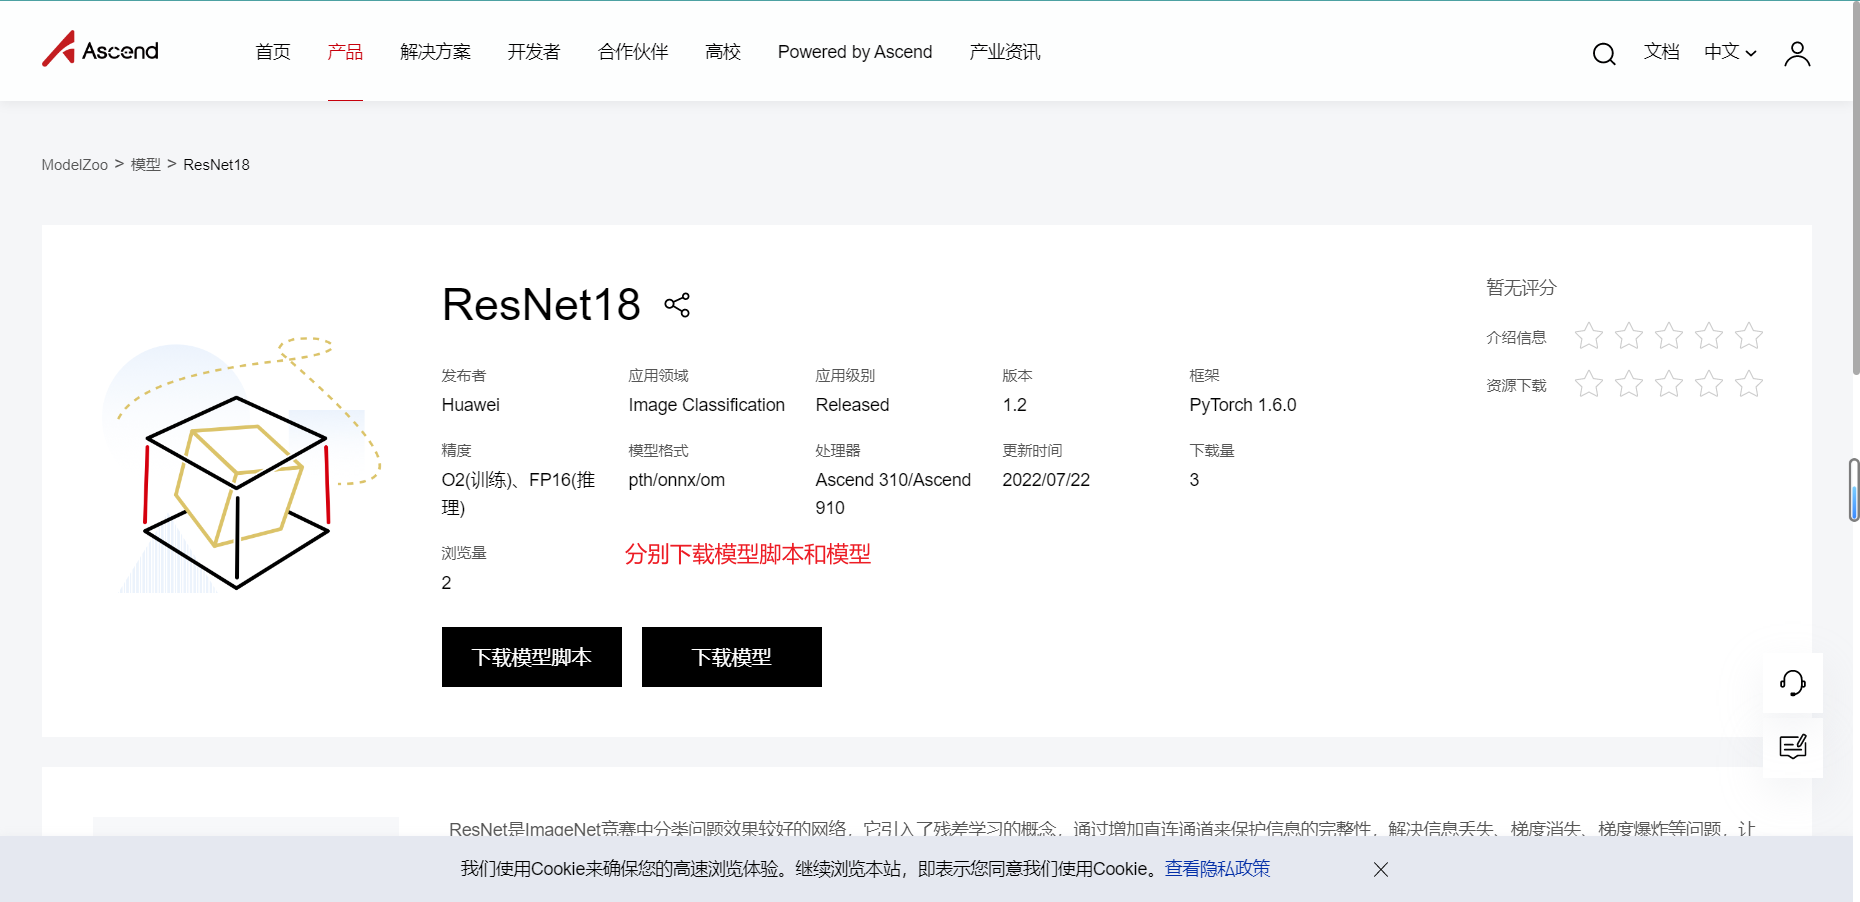 Ascend
首页 产品 解决方案 开发者 合作伙伴 高校 Powered by Ascend 产业资讯 文档 中文
ModelZoo > 模型 > ResNet18
ResNet18
暂无评分
介绍信息
资源下载
发布者 应用领域 应用级别 版本 框架
Huawei Image Classification Released 1.2 PyTorch 1.6.0
精度 模型格式 处理器 更新时间 下载量
O2(训练)、FP16(推 pth/onnx/om Ascend 310/Ascend 2022/07/22 3
理) 910
浏览量
2
分别下载模型脚本和模型
下载模型脚本 下载模型
ResNet是ImageNet竞赛中分类问题效果较好的网络，它引入了残差学习的概念，通过增加直连通道来保护信息的完整性，解决信息丢失、梯度消失、梯度爆炸等问题，让
我们使用Cookie来确保您的高速浏览体验。继续浏览本站，即表示您同意我们使用Cookie。查看隐私政策